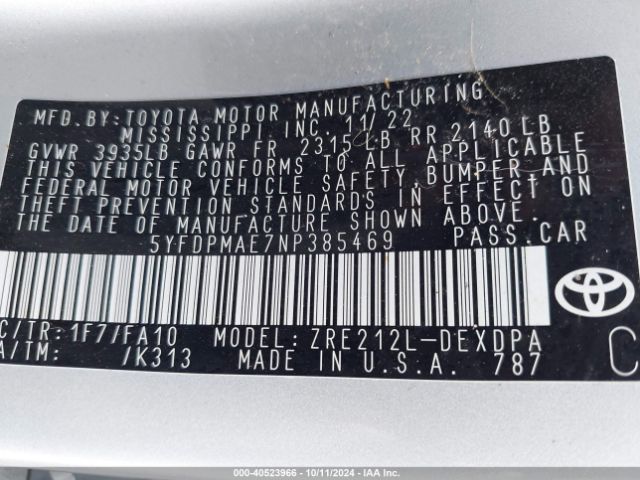 MFD. BY: TOYOTA MOTOR MANUFACTURING
MISSISSIPPI INC. 11/22
GVWR 3935LB GAWR FR 2315 LB RR 2140LB
THIS VEHICLE CONFORMS TO ALL APPLICABLE
FEDERAL MOTOR VEHICLE SAFETY, BUMPER, AND
THEFT PREVENTION STANDARDS IN EFFECT ON
THE DATE OF MANUFACTURE SHOWN ABOVE.
5YFDPMAE7NP385469 PASS.CAR
C/TR: 1F7/FA10 MODEL: ZRE212L-DEXDPA
A/TM: /K313 MADE IN U.S.A. 787
C
000-40523966 - 10/11/2024 - IAA Inc.